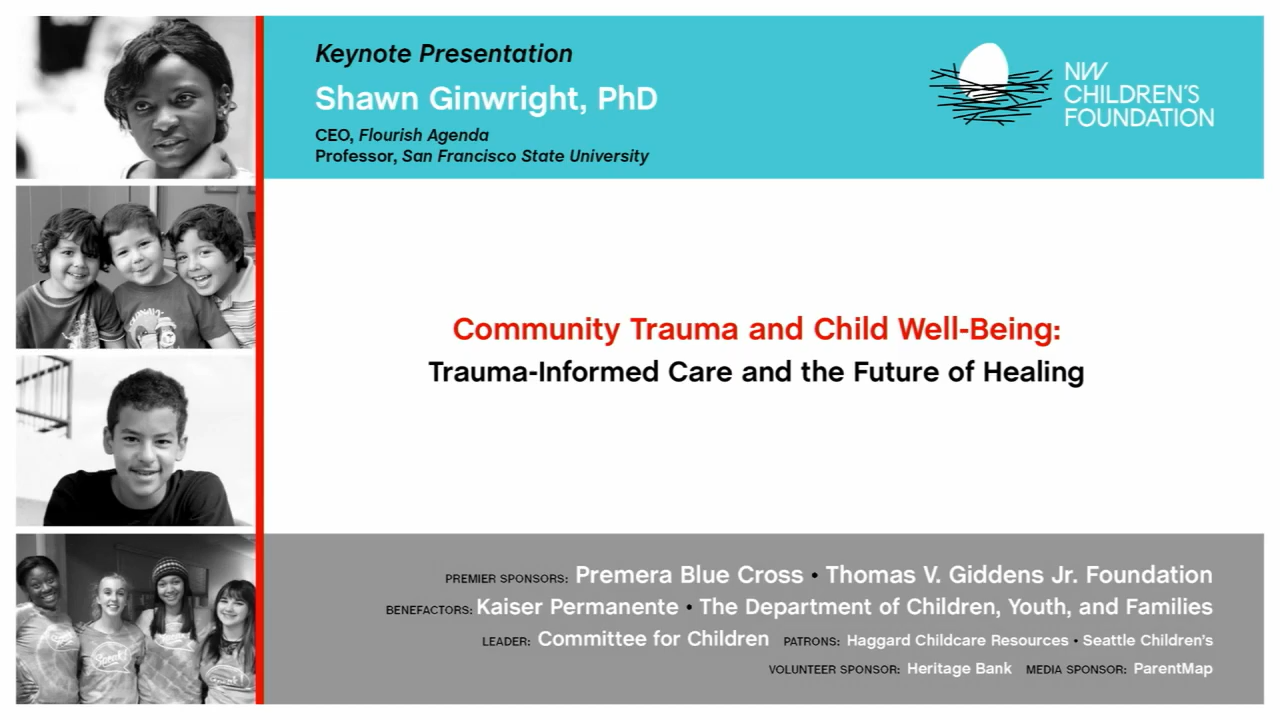 Keynote Presentation
Shawn Ginwright, PhD
CEO, Flourish Agenda
Professor, San Francisco State University
NW
CHILDREN'S
FOUNDATION
Community Trauma and Child Well-Being:
Trauma-Informed Care and the Future of Healing
PREMIER SPONSORS: Premera Blue Cross • Thomas V. Giddens Jr. Foundation
BENEFACTORS: Kaiser Permanente • The Department of Children, Youth, and Families
LEADER: Committee for Children PATRONS: Haggard Childcare Resources • Seattle Children's
VOLUNTEER SPONSOR: Heritage Bank MEDIA SPONSOR: ParentMap